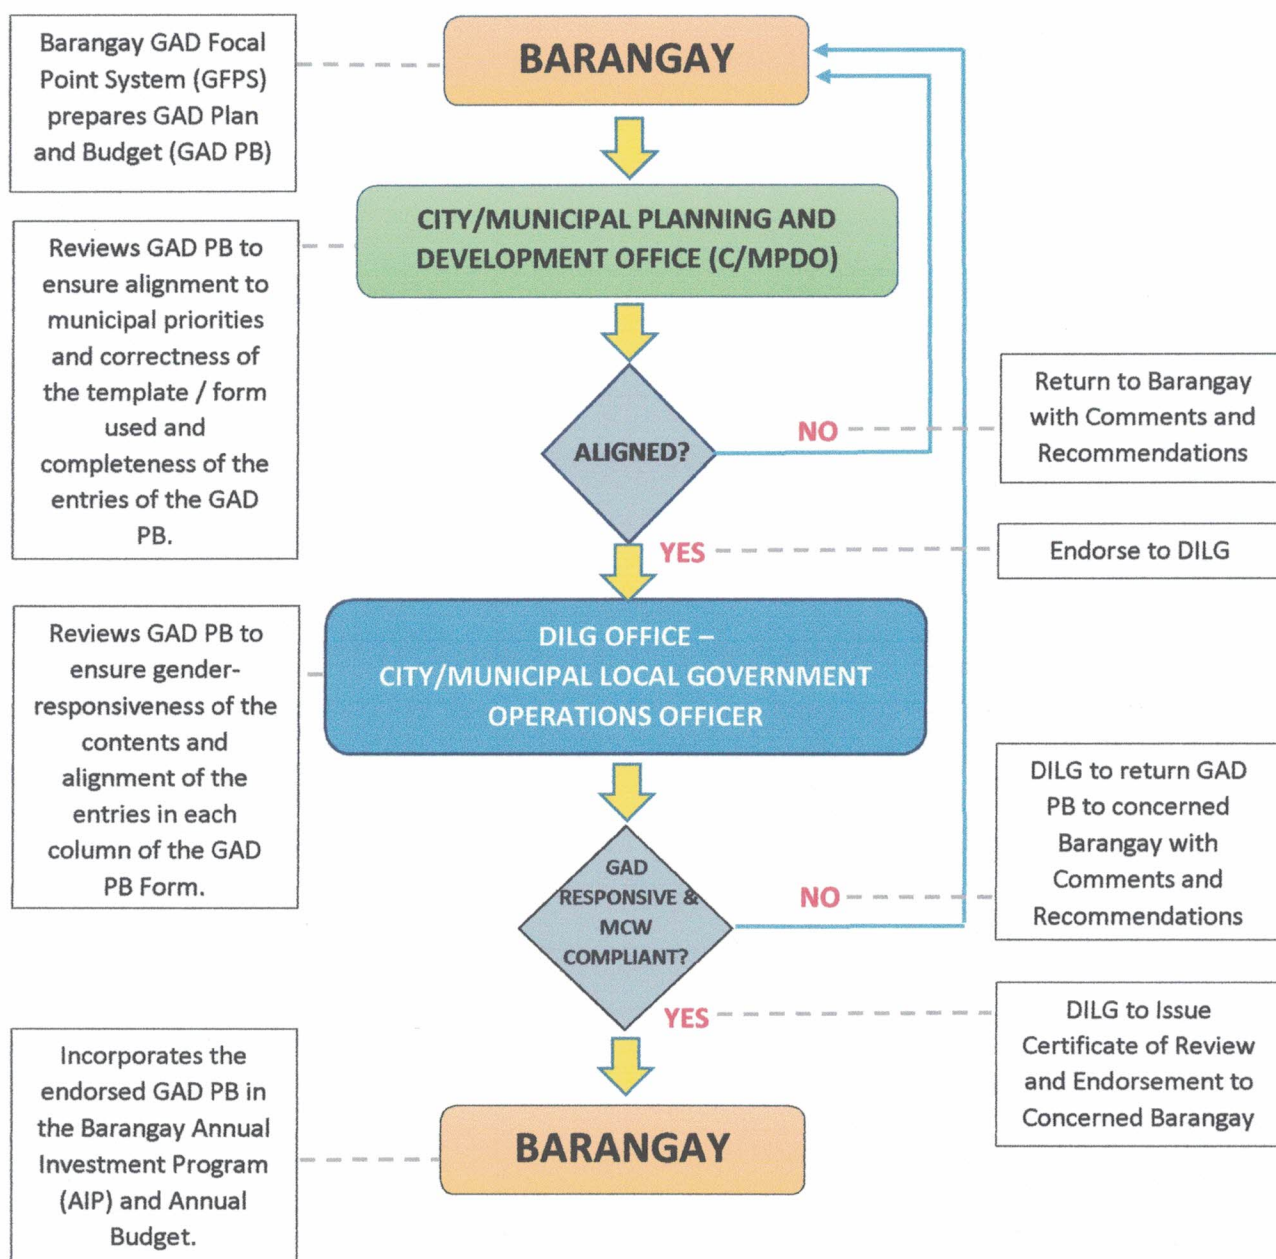 Barangay GAD Focal
Point System (GFPS)
prepares GAD Plan
and Budget (GAD PB)
BARANGAY
Reviews GAD PB to
ensure alignment to
municipal priorities
and correctness of
the template / form
used and
completeness of the
entries of the GAD
PB.
CITY/MUNICIPAL PLANNING AND
DEVELOPMENT OFFICE (C/MPDO)
ALIGNED?
NO
Return to Barangay
with Comments and
Recommendations
YES
Endorse to DILG
Reviews GAD PB to
ensure gender-
responsiveness of the
contents and
alignment of the
entries in each
column of the GAD
PB Form.
DILG OFFICE –
CITY/MUNICIPAL LOCAL GOVERNMENT
OPERATIONS OFFICER
GAD
RESPONSIVE &
MCW
COMPLIANT?
NO
DILG to return GAD
PB to concerned
Barangay with
Comments and
Recommendations
YES
DILG to Issue
Certificate of Review
and Endorsement to
Concerned Barangay
Incorporates the
endorsed GAD PB in
the Barangay Annual
Investment Program
(AIP) and Annual
Budget.
BARANGAY